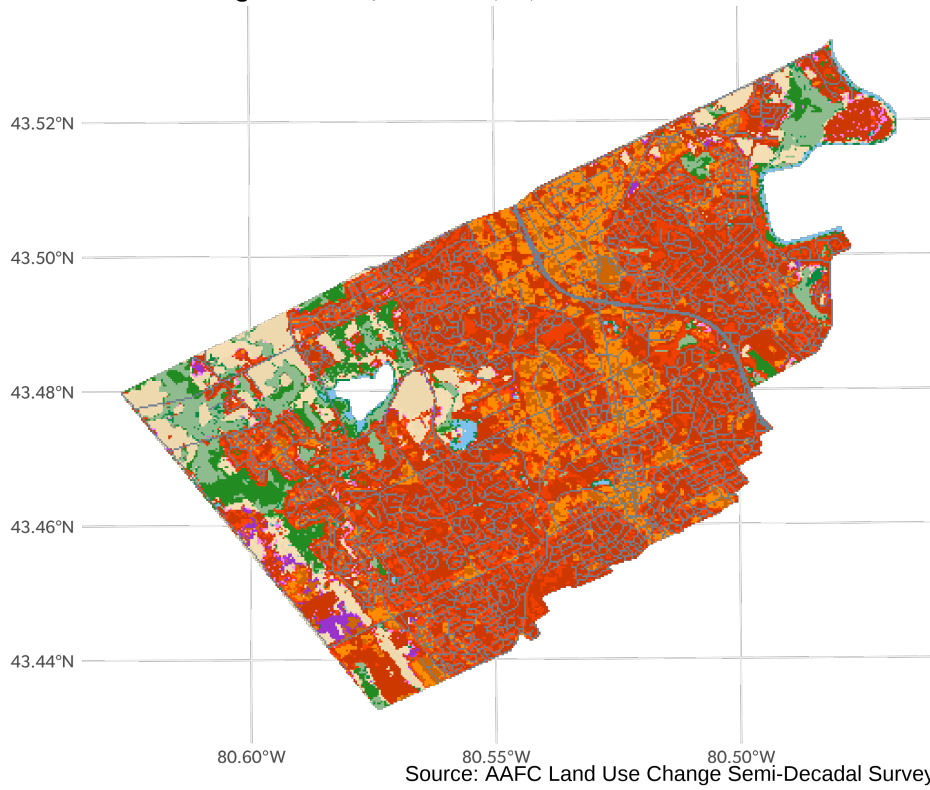 43.52°N
43.50°N
43.48°N
43.46°N
43.44°N
80.60°W 80.55°W 80.50°W
Source: AAFC Land Use Change Semi-Decadal Survey